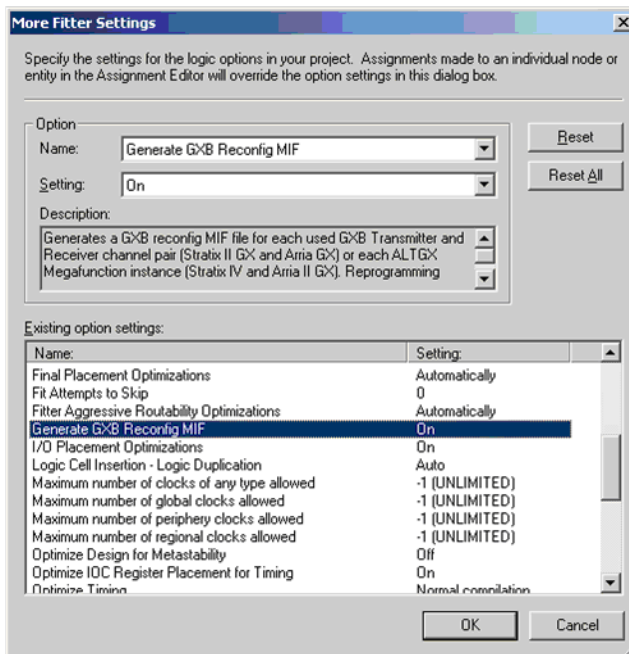 More Fitter Settings
Specify the settings for the logic options in your project. Assignments made to an individual node or
entity in the Assignment Editor will override the option settings in this dialog box.
Option
Name: Generate GXB Reconfig MIF
Reset
Setting: On
Reset All
Description:
Generates a GXB reconfig MIF file for each used GXB Transmitter and
Receiver channel pair (Stratix II GX and Arria GX) or each ALTGX
Megafunction instance (Stratix IV and Arria II GX). Reprogramming
Existing option settings:
Name: Setting:
Final Placement Optimizations Automatically
Fit Attempts to Skip 0
Fitter Aggressive Routability Optimizations Automatically
Generate GXB Reconfig MIF On
I/O Placement Optimizations On
Logic Cell Insertion - Logic Duplication Auto
Maximum number of clocks of any type allowed -1 (UNLIMITED)
Maximum number of global clocks allowed -1 (UNLIMITED)
Maximum number of periphery clocks allowed -1 (UNLIMITED)
Maximum number of regional clocks allowed -1 (UNLIMITED)
Optimize Design for Metastability Off
Optimize IOC Register Placement for Timing On
Optimize Timing Normal compilation
OK Cancel